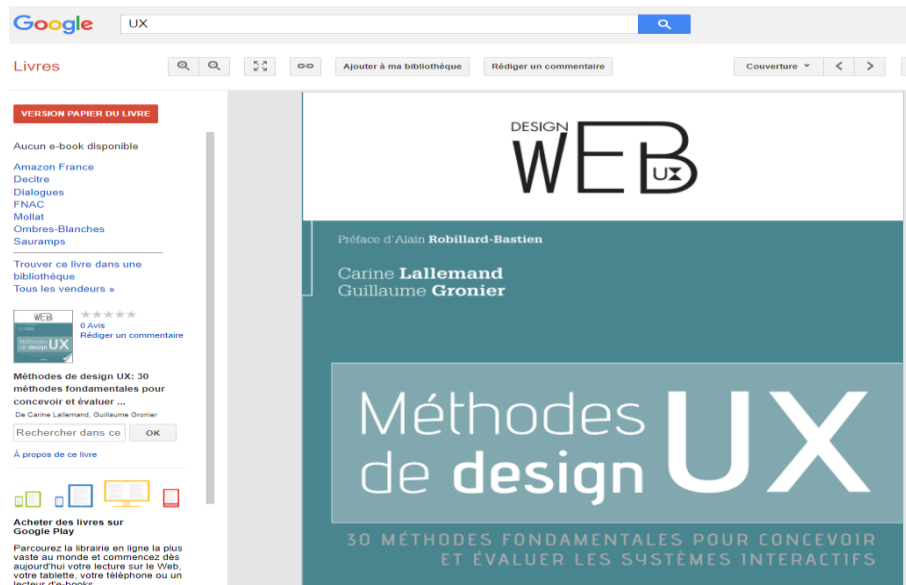 Google
UX
Livres
Ajouter à ma bibliothèque
Rédiger un commentaire
Couverture
VERSION PAPIER DU LIVRE
Aucun e-book disponible
Amazon France
Decitre
Dialogues
FNAC
Mollat
Ombres-Blanches
Sauramps
Trouver ce livre dans une
bibliothèque
Tous les vendeurs »
0 Avis
Rédiger un commentaire
Méthodes de design UX: 30
méthodes fondamentales pour
concevoir et évaluer ...
De Carine Lallemand, Guillaume Gronier
Rechercher dans ce
OK
À propos de ce livre
Acheter des livres sur
Google Play
Parcourez la librairie en ligne la plus
vaste au monde et commencez dès
aujourd'hui votre lecture sur le Web,
votre tablette, votre téléphone ou un
lecteur d'e-books.
DESIGN
WEB
UX
Préface d'Alain Robillard-Bastien
Carine Lallemand
Guillaume Gronier
Méthodes
de design UX
30 MÉTHODES FONDAMENTALES POUR CONCEVOIR
ET ÉVALUER LES SYSTÈMES INTERACTIFS